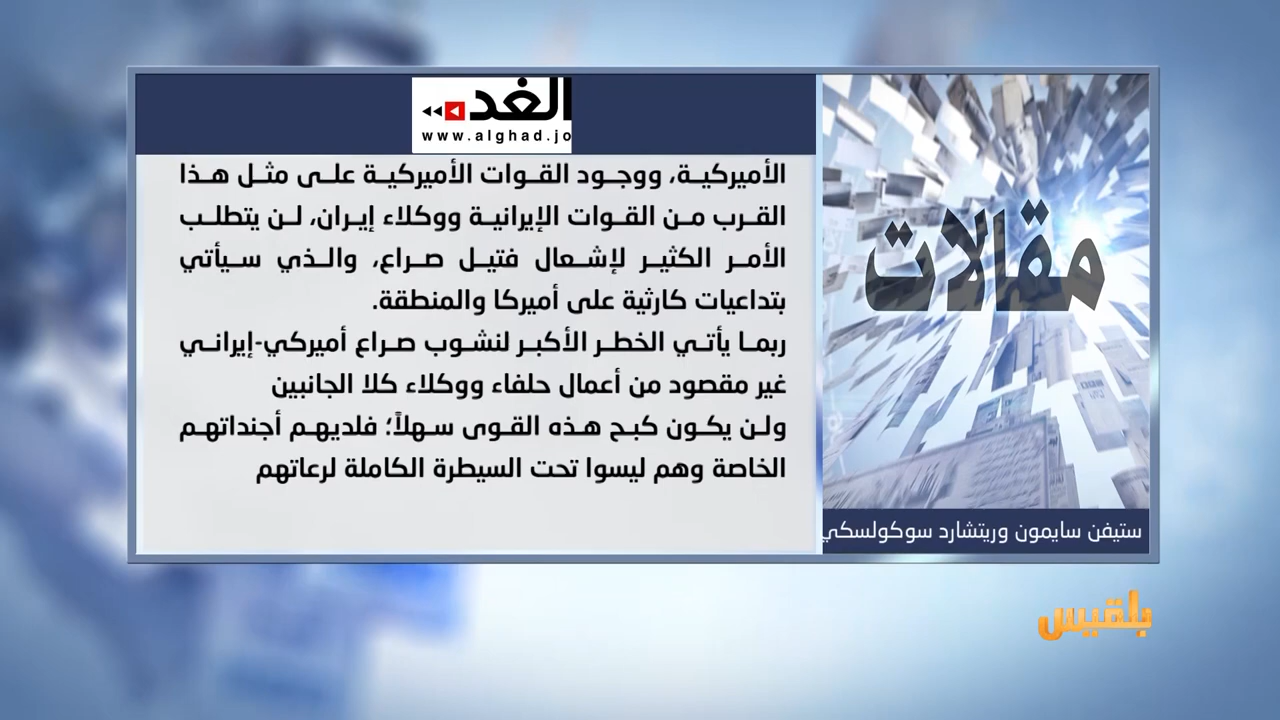 الغد
www.alghad.jo
الأميركية، ووجود القوات الأميركية على مثل هذا
القرب من القوات الإيرانية ووكلاء إيران، لن يتطلب
الأمر الكثير لإشعال فتيل صراع، والذي سيأتي
بتداعيات كارثية على أميركا والمنطقة.
ربما يأتي الخطر الأكبر لنشوب صراع أميركي-إيراني
غير مقصود من أعمال حلفاء ووكلاء كلا الجانبين
ولن يكون كبح هذه القوى سهلاً؛ فلديهم أجنداتهم
الخاصة وهم ليسوا تحت السيطرة الكاملة لرعاتهم
مقالات
ستيفن سايمون وريتشارد سوكولسكي
بلقيس